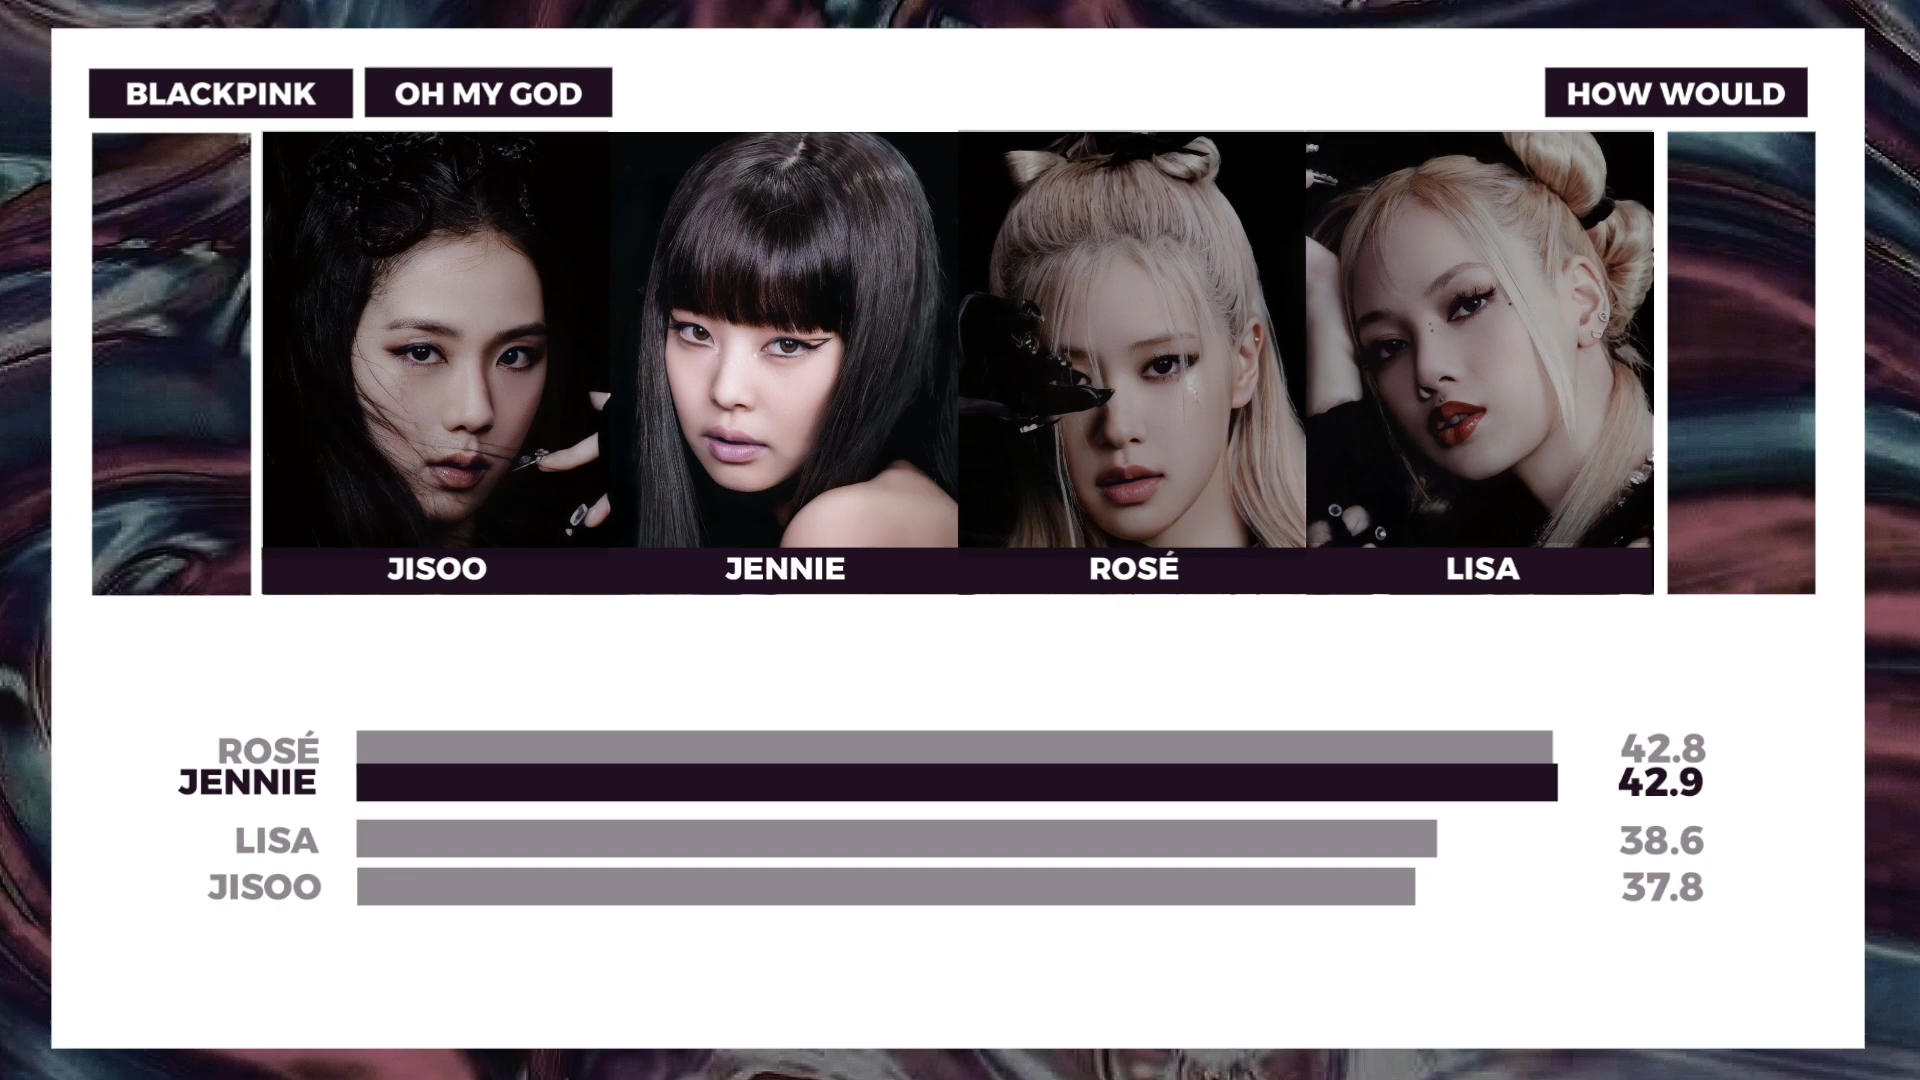 BLACKPINK OH MY GOD HOW WOULD
JISOO JENNIE ROSÉ LISA
ROSÉ 42.8
JENNIE 42.9
LISA 38.6
JISOO 37.8